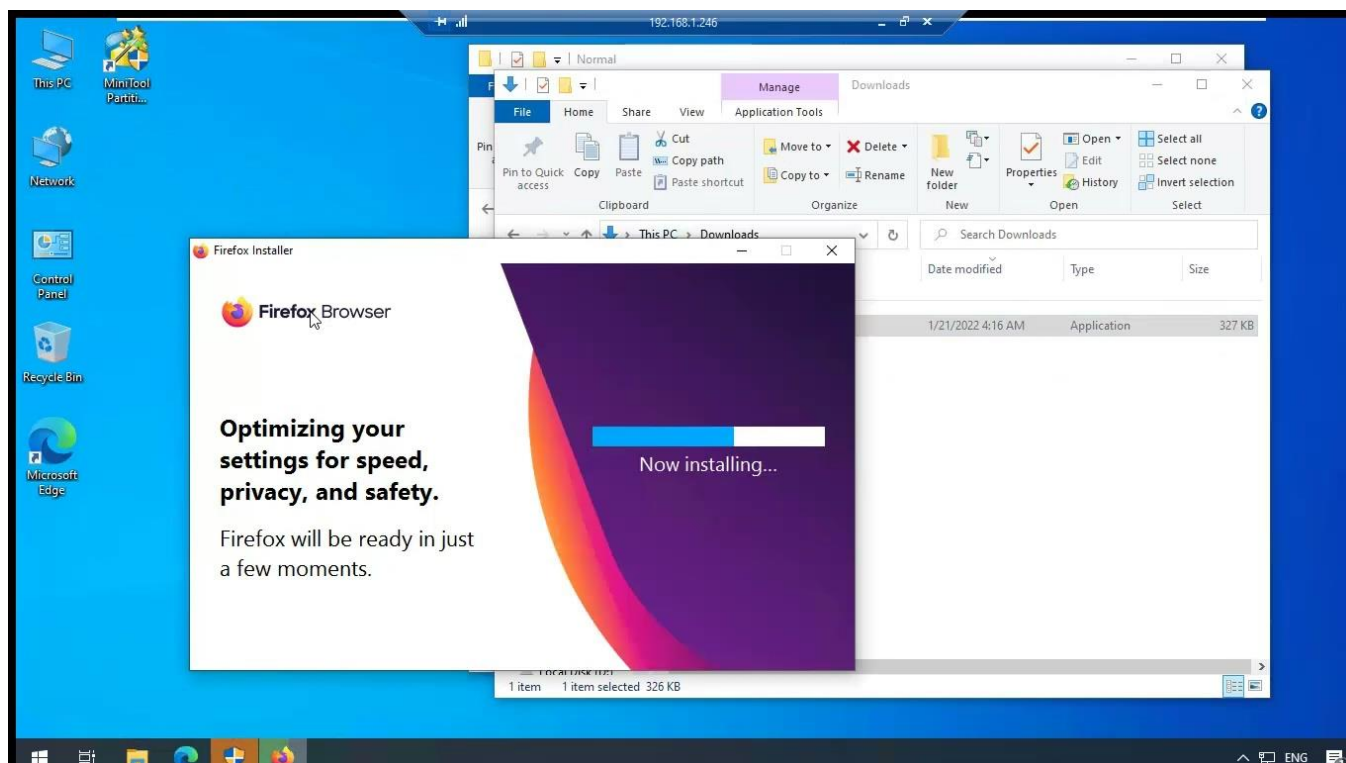 192.168.1.246
This PC
MiniTool
Partiti...
Network
Control
Panel
Recycle Bin
Microsoft
Edge
Normal
Manage
Downloads
File
Home
Share
View
Application Tools
Pin to Quick
access
Copy
Paste
Cut
Copy path
Paste shortcut
Clipboard
Move to
Copy to
Delete
Rename
Organize
New
folder
New
Properties
Open
Edit
History
Open
Select all
Select none
Invert selection
Select
This PC > Downloads
Search Downloads
Date modified
Type
Size
1/21/2022 4:16 AM
Application
327 KB
Firefox Installer
Firefox Browser
Optimizing your
settings for speed,
privacy, and safety.
Firefox will be ready in just
a few moments.
Now installing...
1 item
1 item selected 326 KB
ENG